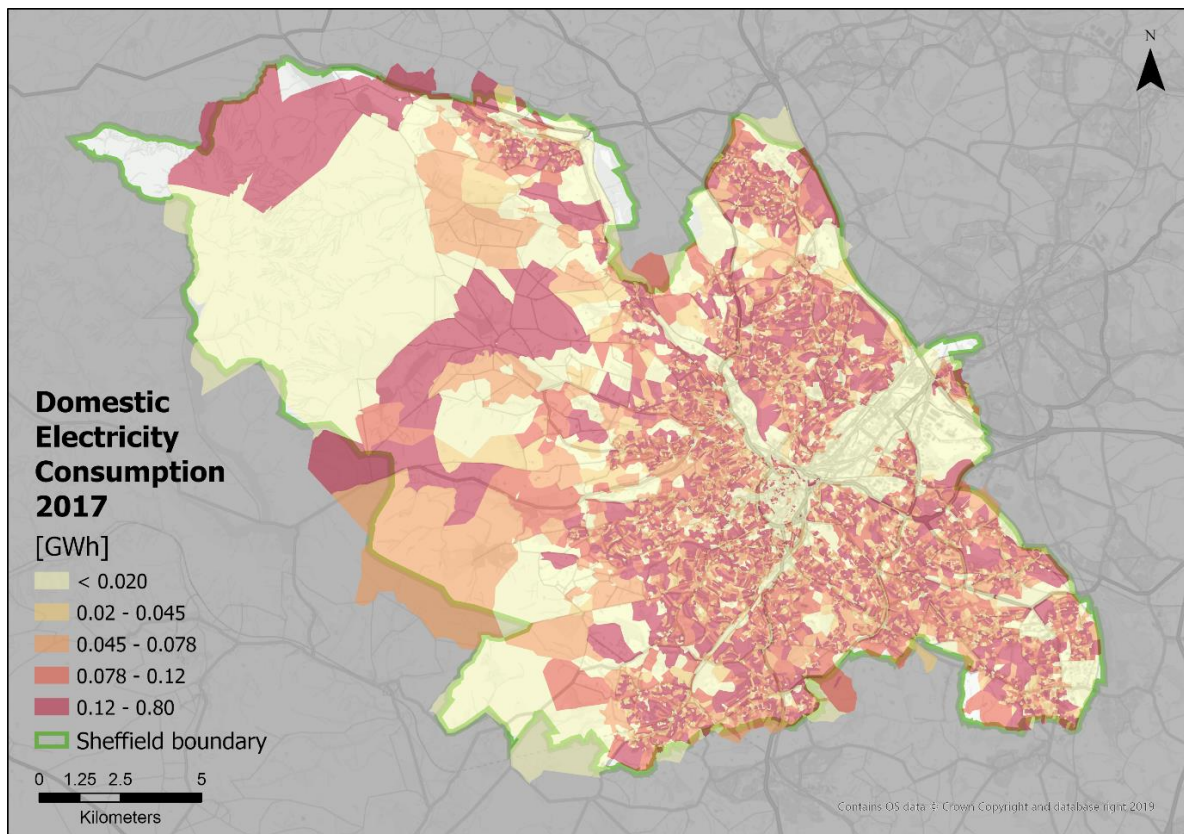 N
Domestic
Electricity
Consumption
2017
[GWh]
< 0.020
0.02 - 0.045
0.045 - 0.078
0.078 - 0.12
0.12 - 0.80
Sheffield boundary
0 1.25 2.5 5
Kilometers
Contains OS data © Crown Copyright and database right 2019